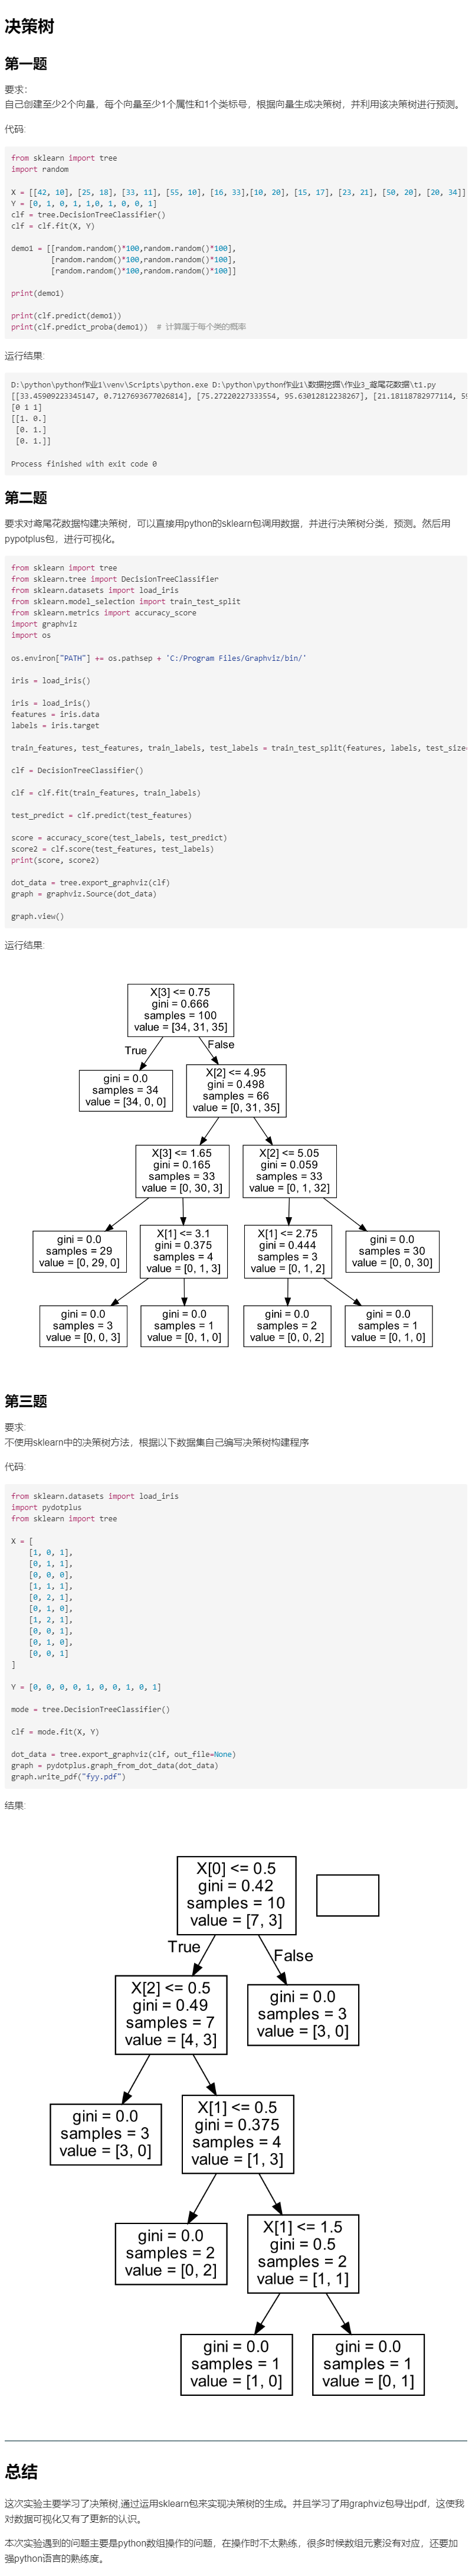 决策树
第一题
要求：
自己创建至少2个向量，每个向量至少1个属性和1个类标号，根据向量生成决策树，并利用该决策树进行预测。
代码:
from sklearn import tree
import random
X = [[42, 10], [25, 18], [33, 11], [55, 10], [16, 33],[10, 20], [15, 17], [23, 21], [50, 20], [20, 34]]
Y = [0, 1, 0, 1, 1,0, 1, 0, 0, 1]
clf = tree.DecisionTreeClassifier()
clf = clf.fit(X, Y)
demo1 = [[random.random()*100,random.random()*100],
[random.random()*100,random.random()*100],
[random.random()*100,random.random()*100]]
print(demo1)
print(clf.predict(demo1))
print(clf.predict_proba(demo1))  # 计算属于每个类的概率
运行结果:
D:\python\python作业1\venv\Scripts\python.exe D:\python\python作业1\数据挖掘\作业3_鸢尾花数据\t1.py
[[33.45909223345147, 0.7127693677026814], [75.27220227333554, 95.63012812238267], [21.18118782977114, 59
[0 1 1]
[[1. 0.]
[0. 1.]
[0. 1.]]
Process finished with exit code 0
第二题
要求对鸢尾花数据构建决策树，可以直接用python的sklearn包调用数据，并进行决策树分类，预测。然后用
pypotplus包，进行可视化。
from sklearn import tree
from sklearn.tree import DecisionTreeClassifier
from sklearn.datasets import load_iris
from sklearn.model_selection import train_test_split
from sklearn.metrics import accuracy_score
import graphviz
import os
os.environ["PATH"] += os.pathsep + 'C:/Program Files/Graphviz/bin/'
iris = load_iris()
iris = load_iris()
features = iris.data
labels = iris.target
train_features, test_features, train_labels, test_labels = train_test_split(features, labels, test_size=
clf = DecisionTreeClassifier()
clf = clf.fit(train_features, train_labels)
test_predict = clf.predict(test_features)
score = accuracy_score(test_labels, test_predict)
score2 = clf.score(test_features, test_labels)
print(score, score2)
dot_data = tree.export_graphviz(clf)
graph = graphviz.Source(dot_data)
graph.view()
运行结果:
X[3] <= 0.75
gini = 0.666
samples = 100
value = [34, 31, 35]
True
False
gini = 0.0
samples = 34
value = [34, 0, 0]
X[2] <= 4.95
gini = 0.498
samples = 66
value = [0, 31, 35]
X[3] <= 1.65
gini = 0.165
samples = 33
value = [0, 30, 3]
X[2] <= 5.05
gini = 0.059
samples = 33
value = [0, 1, 32]
gini = 0.0
samples = 29
value = [0, 29, 0]
X[1] <= 3.1
gini = 0.375
samples = 4
value = [0, 1, 3]
X[1] <= 2.75
gini = 0.444
samples = 3
value = [0, 1, 2]
gini = 0.0
samples = 30
value = [0, 0, 30]
gini = 0.0
samples = 3
value = [0, 0, 3]
gini = 0.0
samples = 1
value = [0, 1, 0]
gini = 0.0
samples = 2
value = [0, 0, 2]
gini = 0.0
samples = 1
value = [0, 1, 0]
第三题
要求:
不使用sklearn中的决策树方法，根据以下数据集自己编写决策树构建程序
代码:
from sklearn.datasets import load_iris
import pydotplus
from sklearn import tree
X = [
[1, 0, 1],
[0, 1, 1],
[0, 0, 0],
[1, 1, 1],
[0, 2, 1],
[0, 1, 0],
[1, 2, 1],
[0, 0, 1],
[0, 1, 0],
[0, 0, 1]
]
Y = [0, 0, 0, 0, 1, 0, 0, 1, 0, 1]
mode = tree.DecisionTreeClassifier()
clf = mode.fit(X, Y)
dot_data = tree.export_graphviz(clf, out_file=None)
graph = pydotplus.graph_from_dot_data(dot_data)
graph.write_pdf("fyy.pdf")
结果:
X[0] <= 0.5
gini = 0.42
samples = 10
value = [7, 3]
True
False
X[2] <= 0.5
gini = 0.49
samples = 7
value = [4, 3]
gini = 0.0
samples = 3
value = [3, 0]
gini = 0.0
samples = 3
value = [3, 0]
X[1] <= 0.5
gini = 0.375
samples = 4
value = [1, 3]
gini = 0.0
samples = 2
value = [0, 2]
X[1] <= 1.5
gini = 0.5
samples = 2
value = [1, 1]
gini = 0.0
samples = 1
value = [1, 0]
gini = 0.0
samples = 1
value = [0, 1]
总结
这次实验主要学习了决策树,通过运用sklearn包来实现决策树的生成。并且学习了用graphviz包导出pdf，这使我
对数据可视化又有了更新的认识。
本次实验遇到的问题主要是python数组操作的问题，在操作时不太熟练，很多时候数组元素没有对应，还要加
强python语言的熟练度。